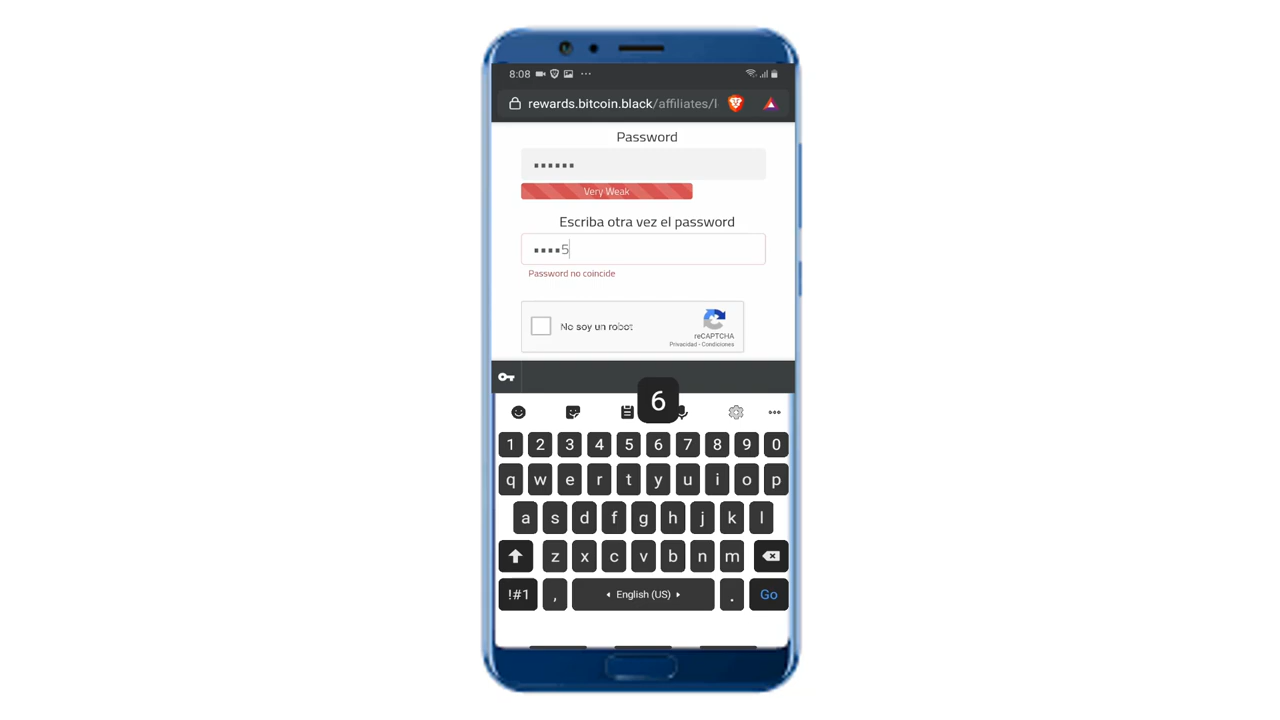 8:08 ...
rewards.bitcoin.black/affiliates/l
Password
••••••
Very Weak
Escriba otra vez el password
••••5
Password no coincide
No soy un robot
reCAPTCHA
Privacidad - Condiciones
6
1 2 3 4 5 6 7 8 9 0
q w e r t y u i o p
a s d f g h j k l
z x c v b n m
!#1 , English (US) . Go